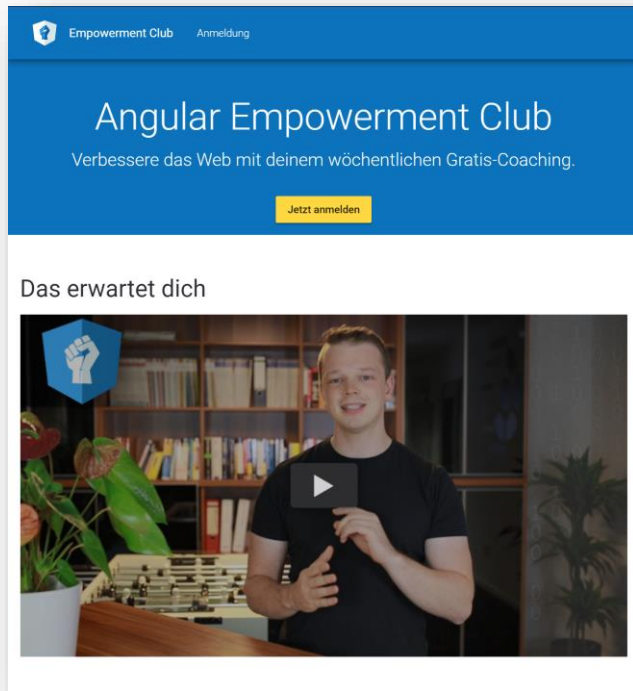 Empowerment Club Anmeldung
Angular Empowerment Club
Verbessere das Web mit deinem wöchentlichen Gratis-Coaching.
Jetzt anmelden
Das erwartet dich